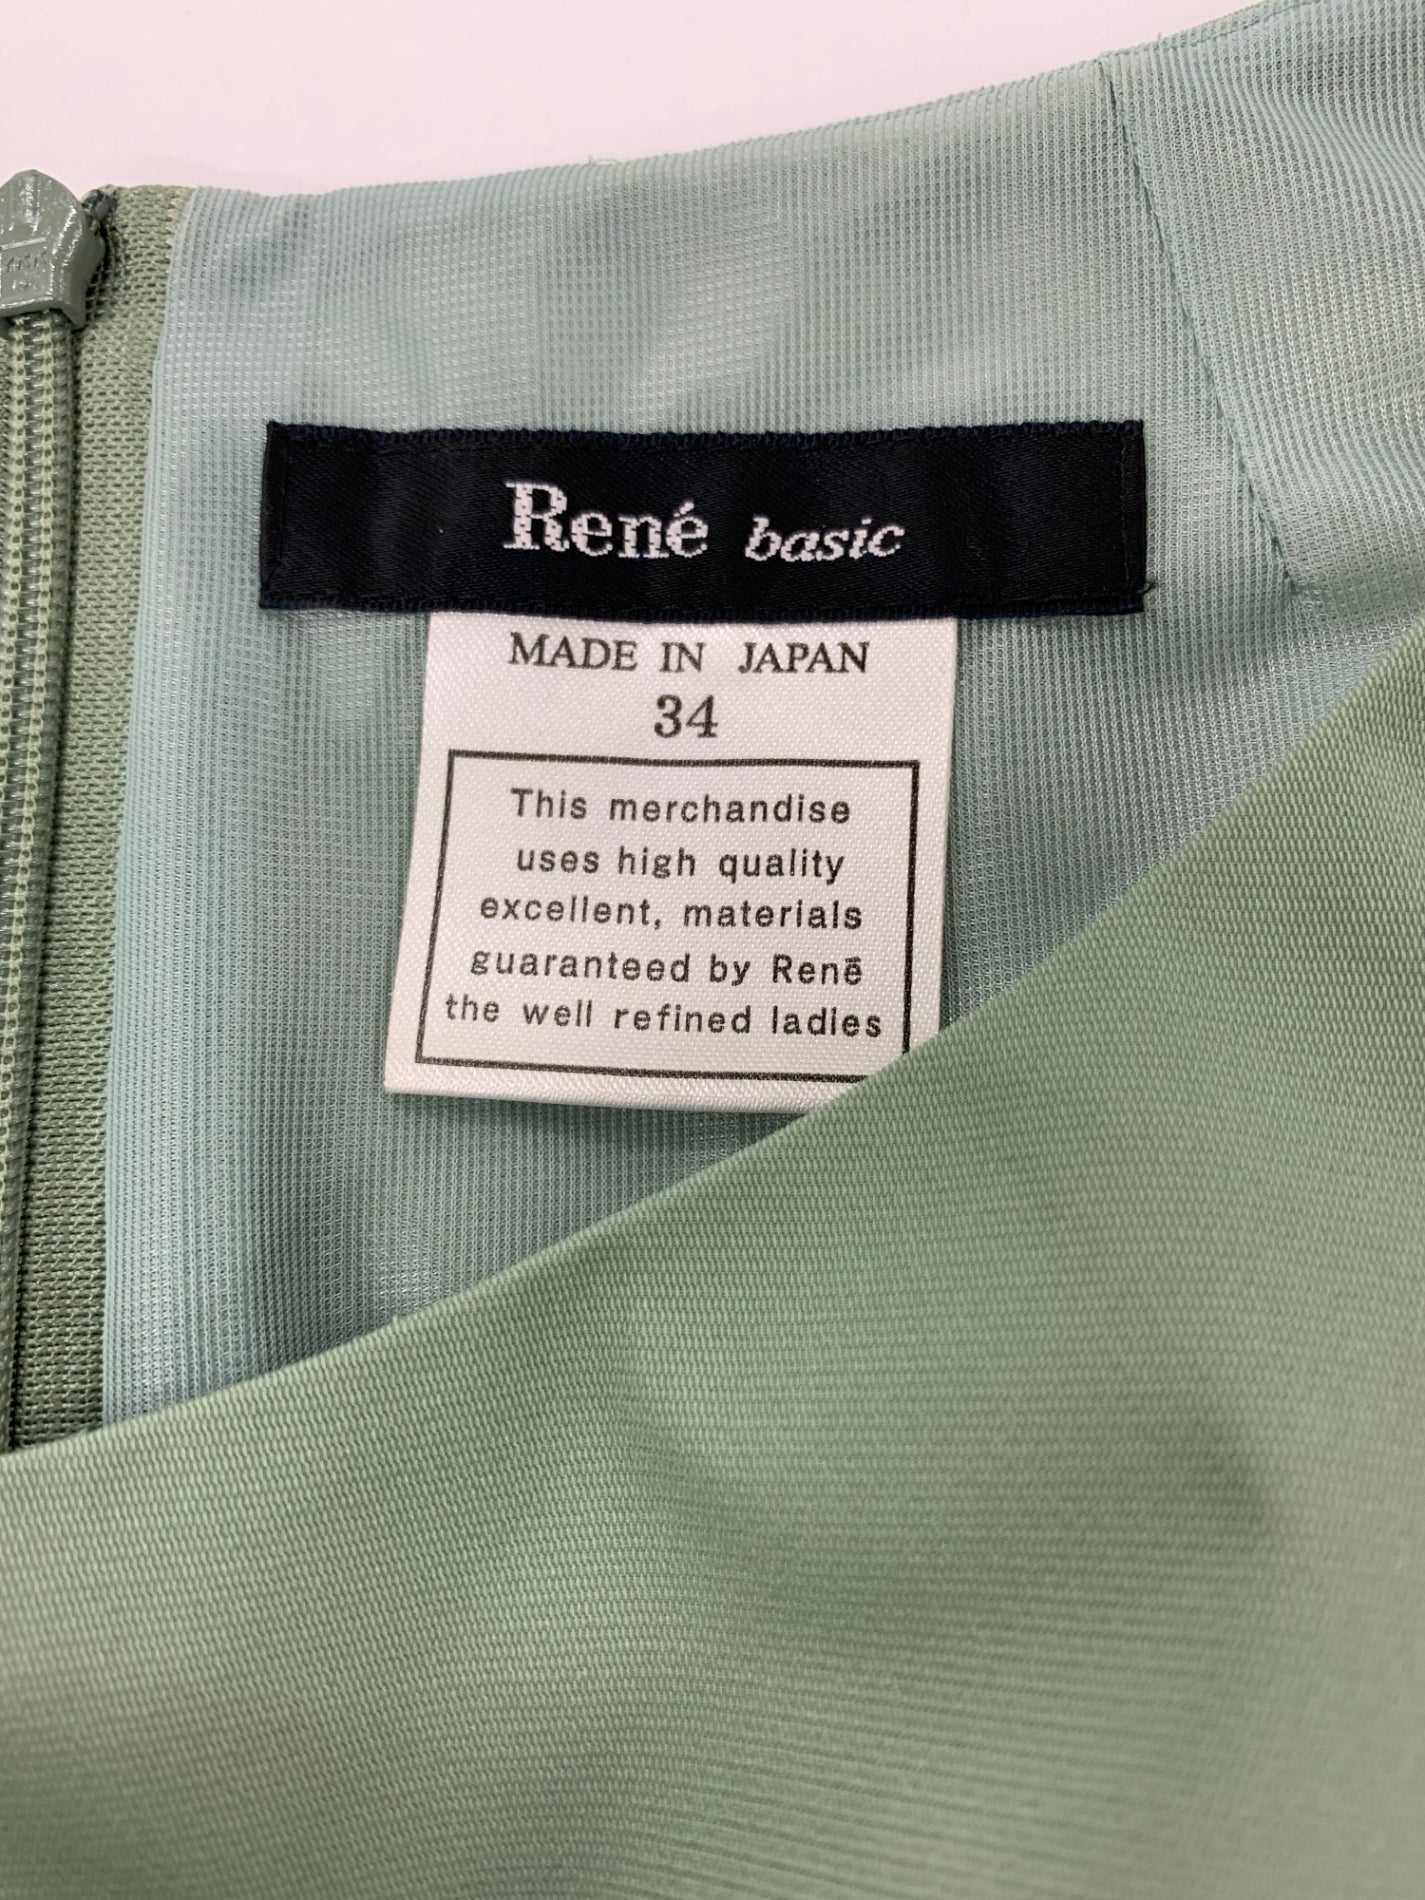 René basic
MADE IN JAPAN
34
This merchandise
uses high quality
excellent, materials
guaranteed by Renē
the well refined ladies